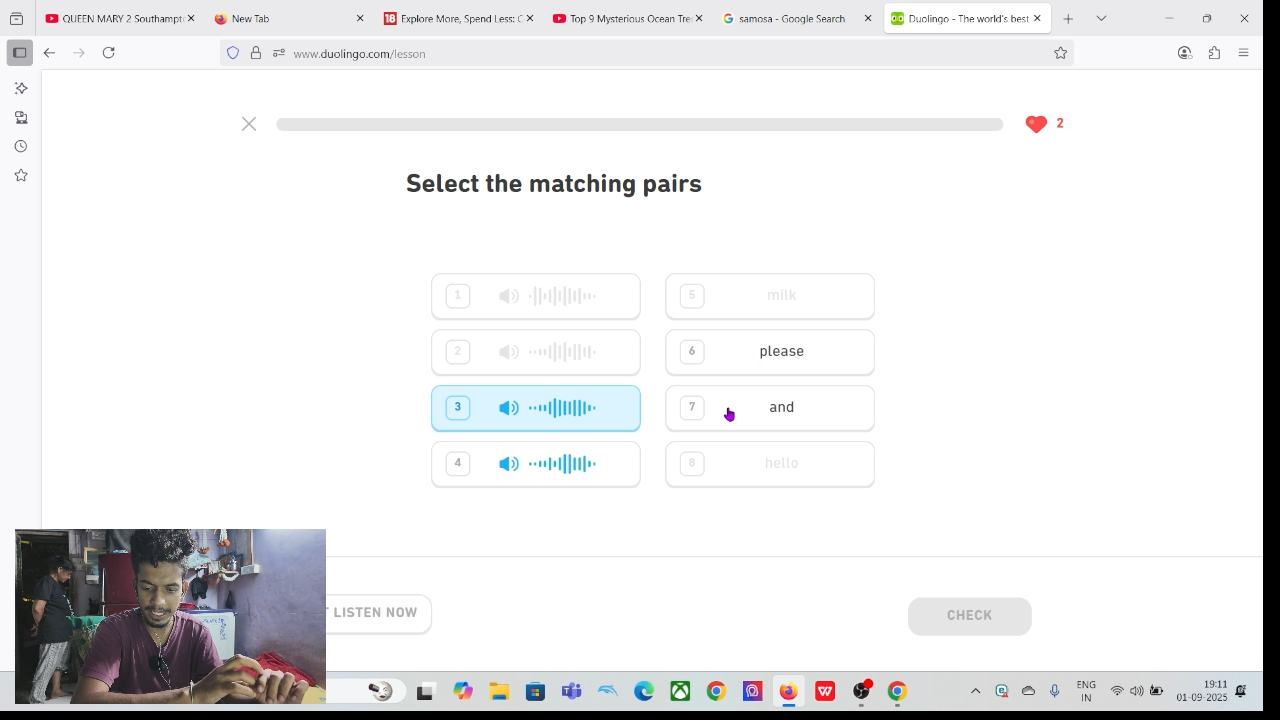 QUEEN MARY 2 Southampt
New Tab
18 Explore More, Spend Less: C
Top 9 Mysterious Ocean Tre
samosa - Google Search
Duolingo - The world's best
www.duolingo.com/lesson
2
Select the matching pairs
1
5 milk
2
6 please
3
7 and
4
8 hello
T LISTEN NOW
CHECK
ENG
IN
19:11
01-09-2025